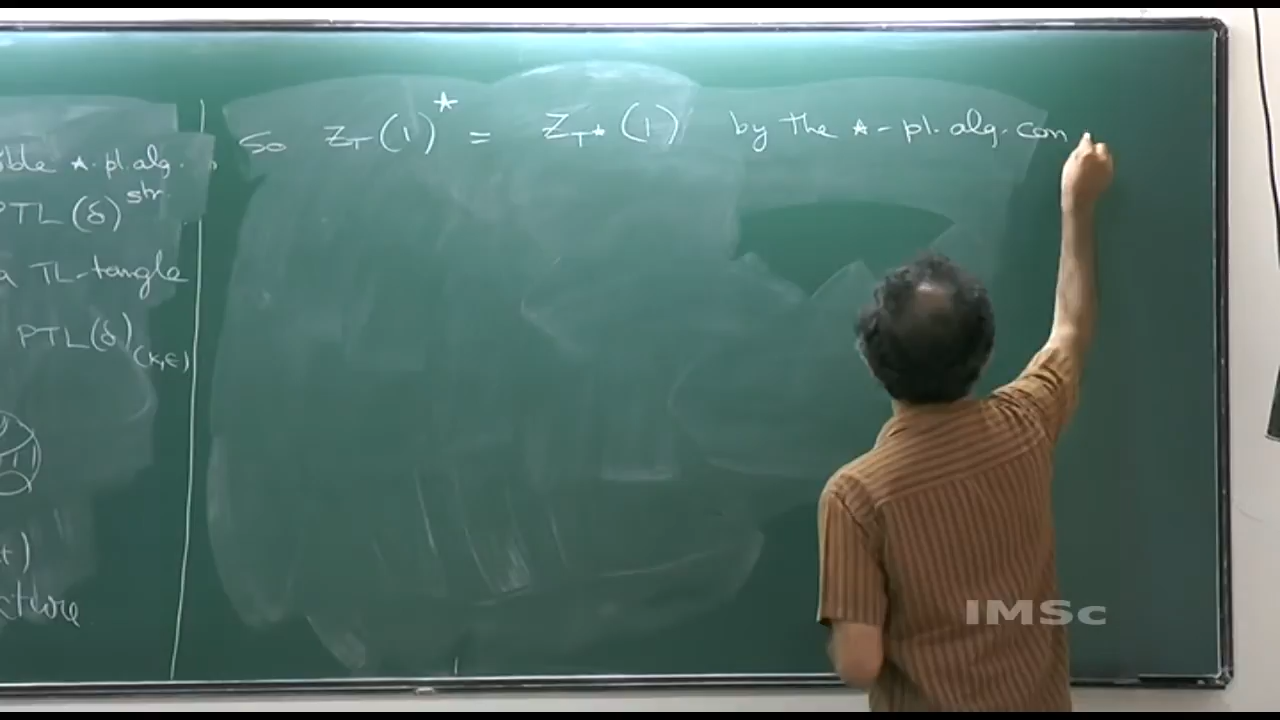 ible *-pl.alg.
PTL(δ) str.
a TL-tangle
PTL(δ)(k,ϵ)
t)
cture
So Z_T(1)* = Z_T*(1) by the *-pl. alg. con
IMSc